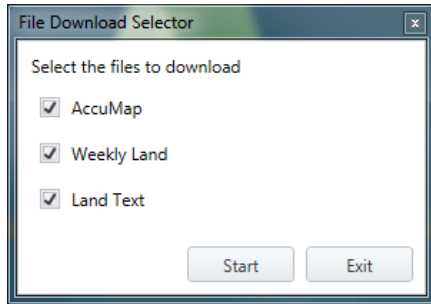 File Download Selector
Select the files to download
AccuMap
Weekly Land
Land Text
Start Exit